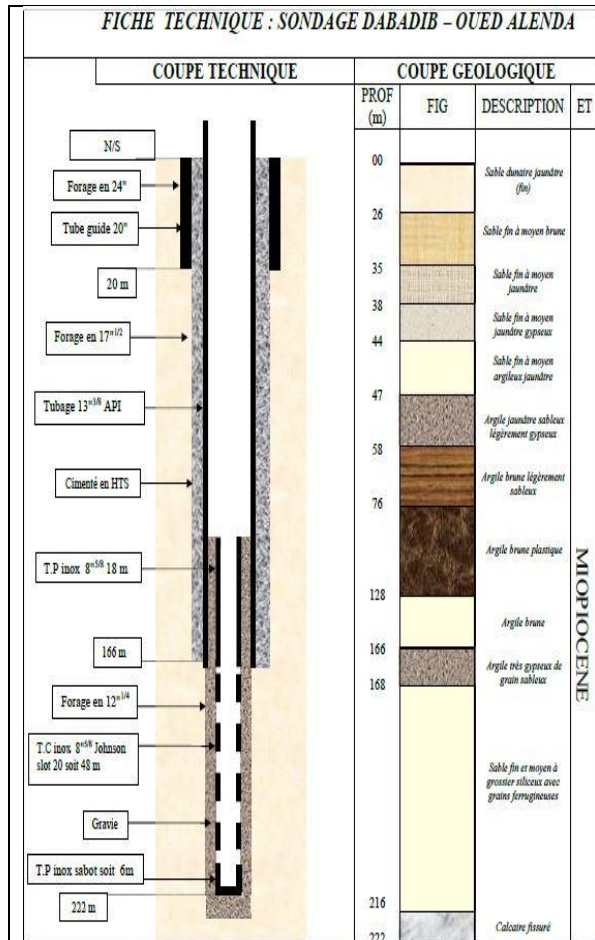 FICHE TECHNIQUE : SONDAGE DABADIB – OUED ALENDA
COUPE TECHNIQUE
COUPE GEOLOGIQUE
PROF
(m)
FIG
DESCRIPTION
ET
N/S
Forage en 24"
Tube guide 20"
20 m
Forage en 17"1/2
Tubage 13"3/8 API
Cimenté en HTS
T.P inox 8"5/8 18 m
166 m
Forage en 12"1/4
T.C inox 8"5/8 Johnson
slot 20 soit 48 m
Gravie
T.P inox sabot soit 6m
222 m
00
Sable dunaire jaunâtre
(fin)
26
Sable fin à moyen brune
35
Sable fin à moyen
jaunâtre
38
Sable fin à moyen
jaunâtre gypseux
44
Sable fin à moyen
argileux jaunâtre
47
Argile jaunâtre sableux
légèrement gypseux
58
Argile brune légèrement
sableux
76
Argile brune plastique
128
Argile brune
166
Argile très gypseux de
grain sableux
168
Sable fin et moyen à
grossier siliceux avec
grains ferrugineuses
216
Calcaire fissuré
222
MIOPIOCENE